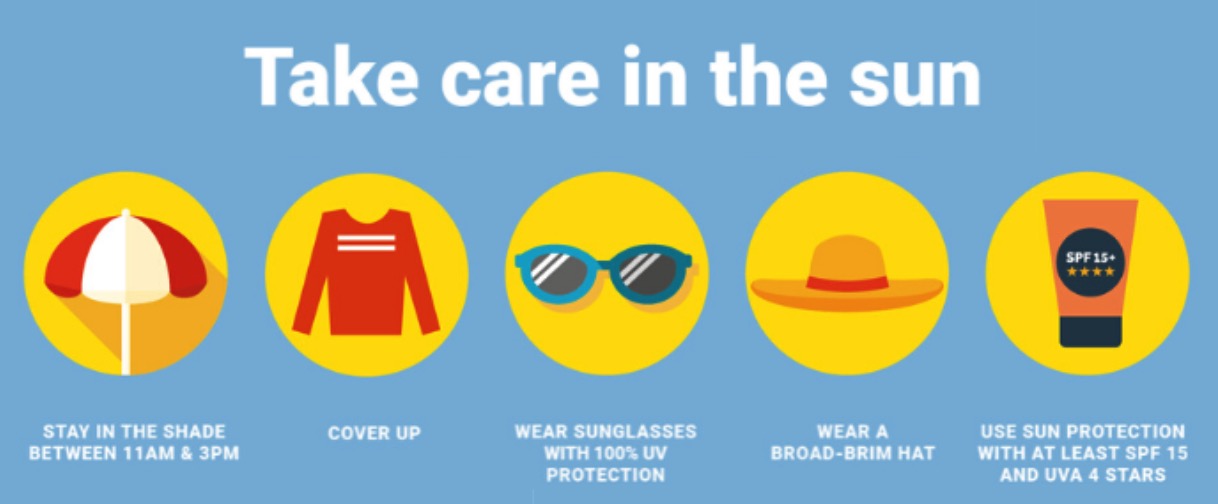 Take care in the sun
SPF 15+
STAY IN THE SHADE
BETWEEN 11AM & 3PM
COVER UP
WEAR SUNGLASSES
WITH 100% UV
PROTECTION
WEAR A
BROAD-BRIM HAT
USE SUN PROTECTION
WITH AT LEAST SPF 15
AND UVA 4 STARS